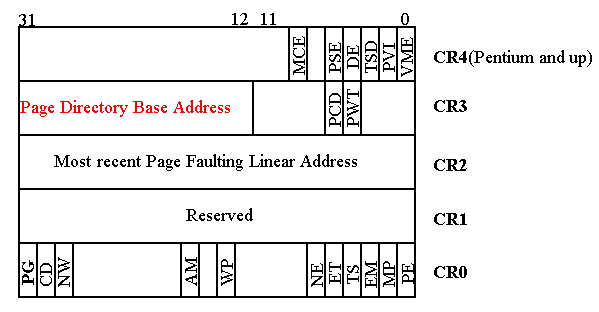 31 12 11 0
MCE PSE DE TSD PVI VME CR4(Pentium and up)
Page Directory Base Address PCD PWT CR3
Most recent Page Faulting Linear Address CR2
Reserved CR1
PG CD NW AM WP NE ET TS EM MP PE CR0